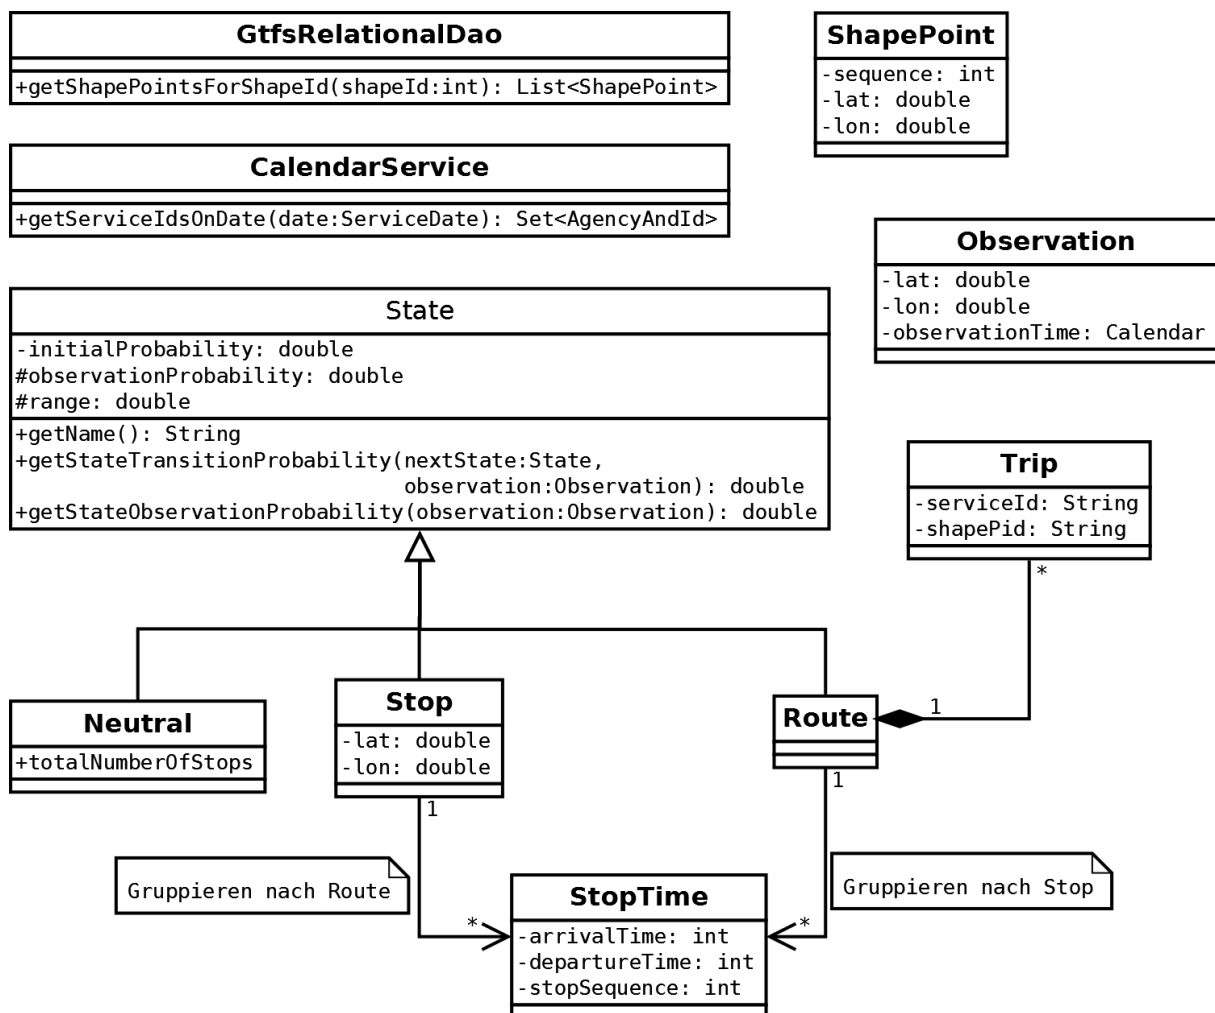 GtfsRelationalDao
+getShapePointsForShapeId(shapeId:int): List<ShapePoint>
ShapePoint
-sequence: int
-lat: double
-lon: double
CalendarService
+getServiceIdsOnDate(date:ServiceDate): Set<AgencyAndId>
Observation
-lat: double
-lon: double
-observationTime: Calendar
State
-initialProbability: double
#observationProbability: double
#range: double
+getName(): String
+getStateTransitionProbability(nextState:State,
observation:Observation): double
+getStateObservationProbability(observation:Observation): double
Trip
-serviceId: String
-shapePid: String
*
1
Neutral
+totalNumberOfStops
Stop
-lat: double
-lon: double
1
Route
1
Gruppieren nach Route
Gruppieren nach Stop
*
*
StopTime
-arrivalTime: int
-departureTime: int
-stopSequence: int